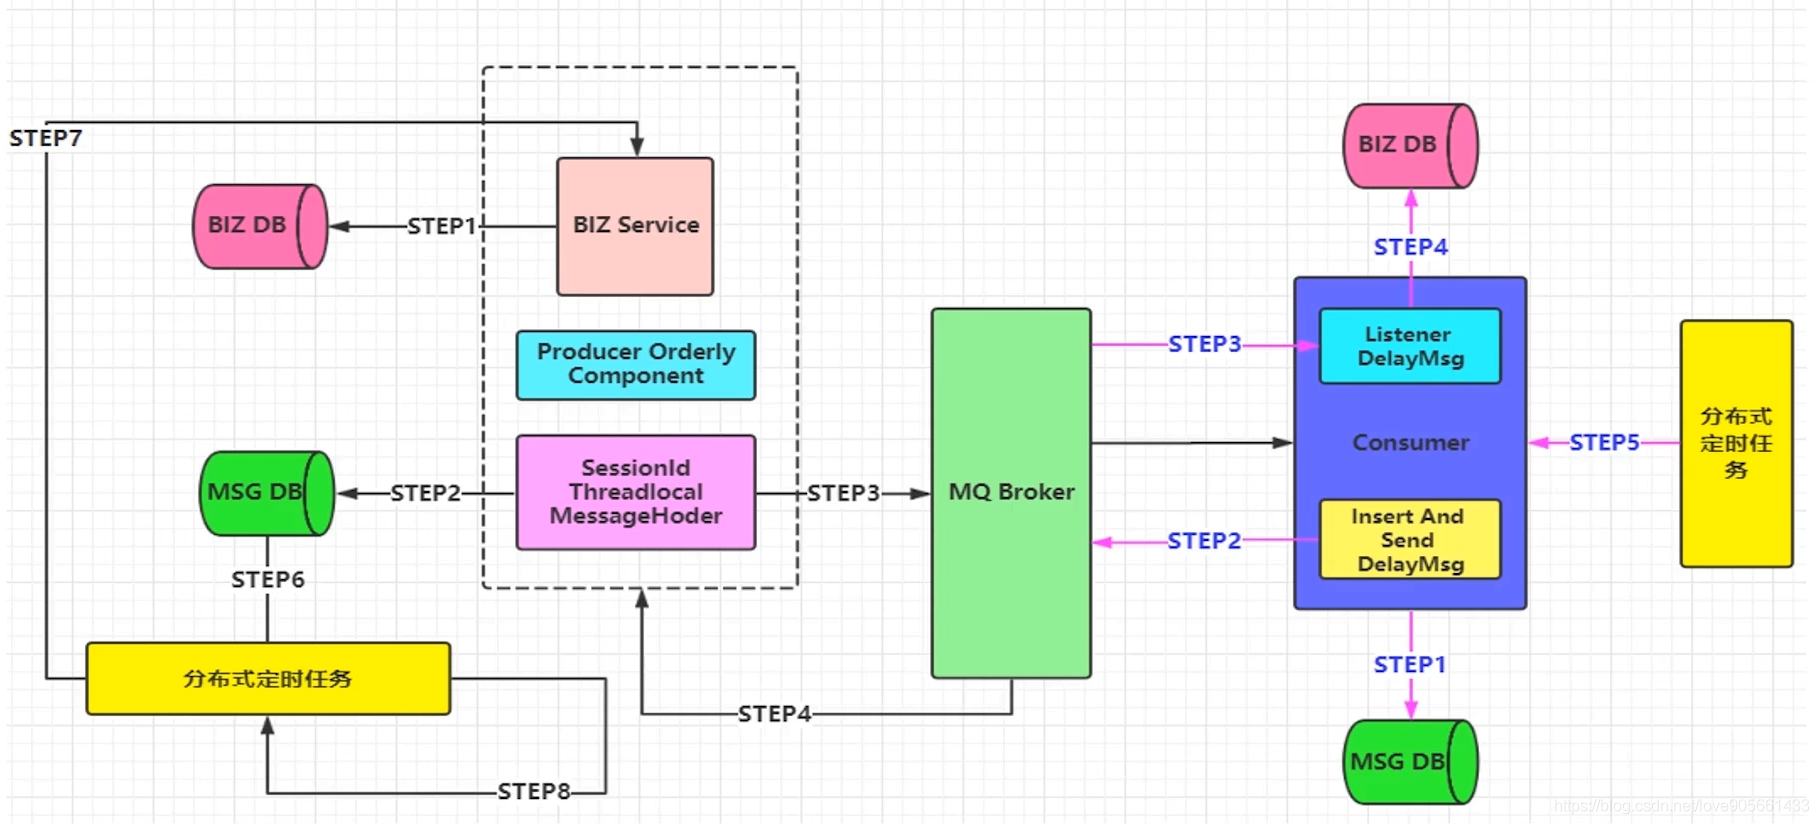 STEP7
BIZ DB
STEP1
BIZ Service
Producer Orderly
Component
MSG DB
STEP2
SessionId
Threadlocal
MessageHoder
STEP3
MQ Broker
STEP6
分布式定时任务
STEP8
STEP4
BIZ DB
STEP4
STEP3
Listener
DelayMsg
Consumer
STEP5
分布式
定时任
务
STEP2
Insert And
Send
DelayMsg
STEP1
MSG DB
https://blog.csdn.net/love905661433